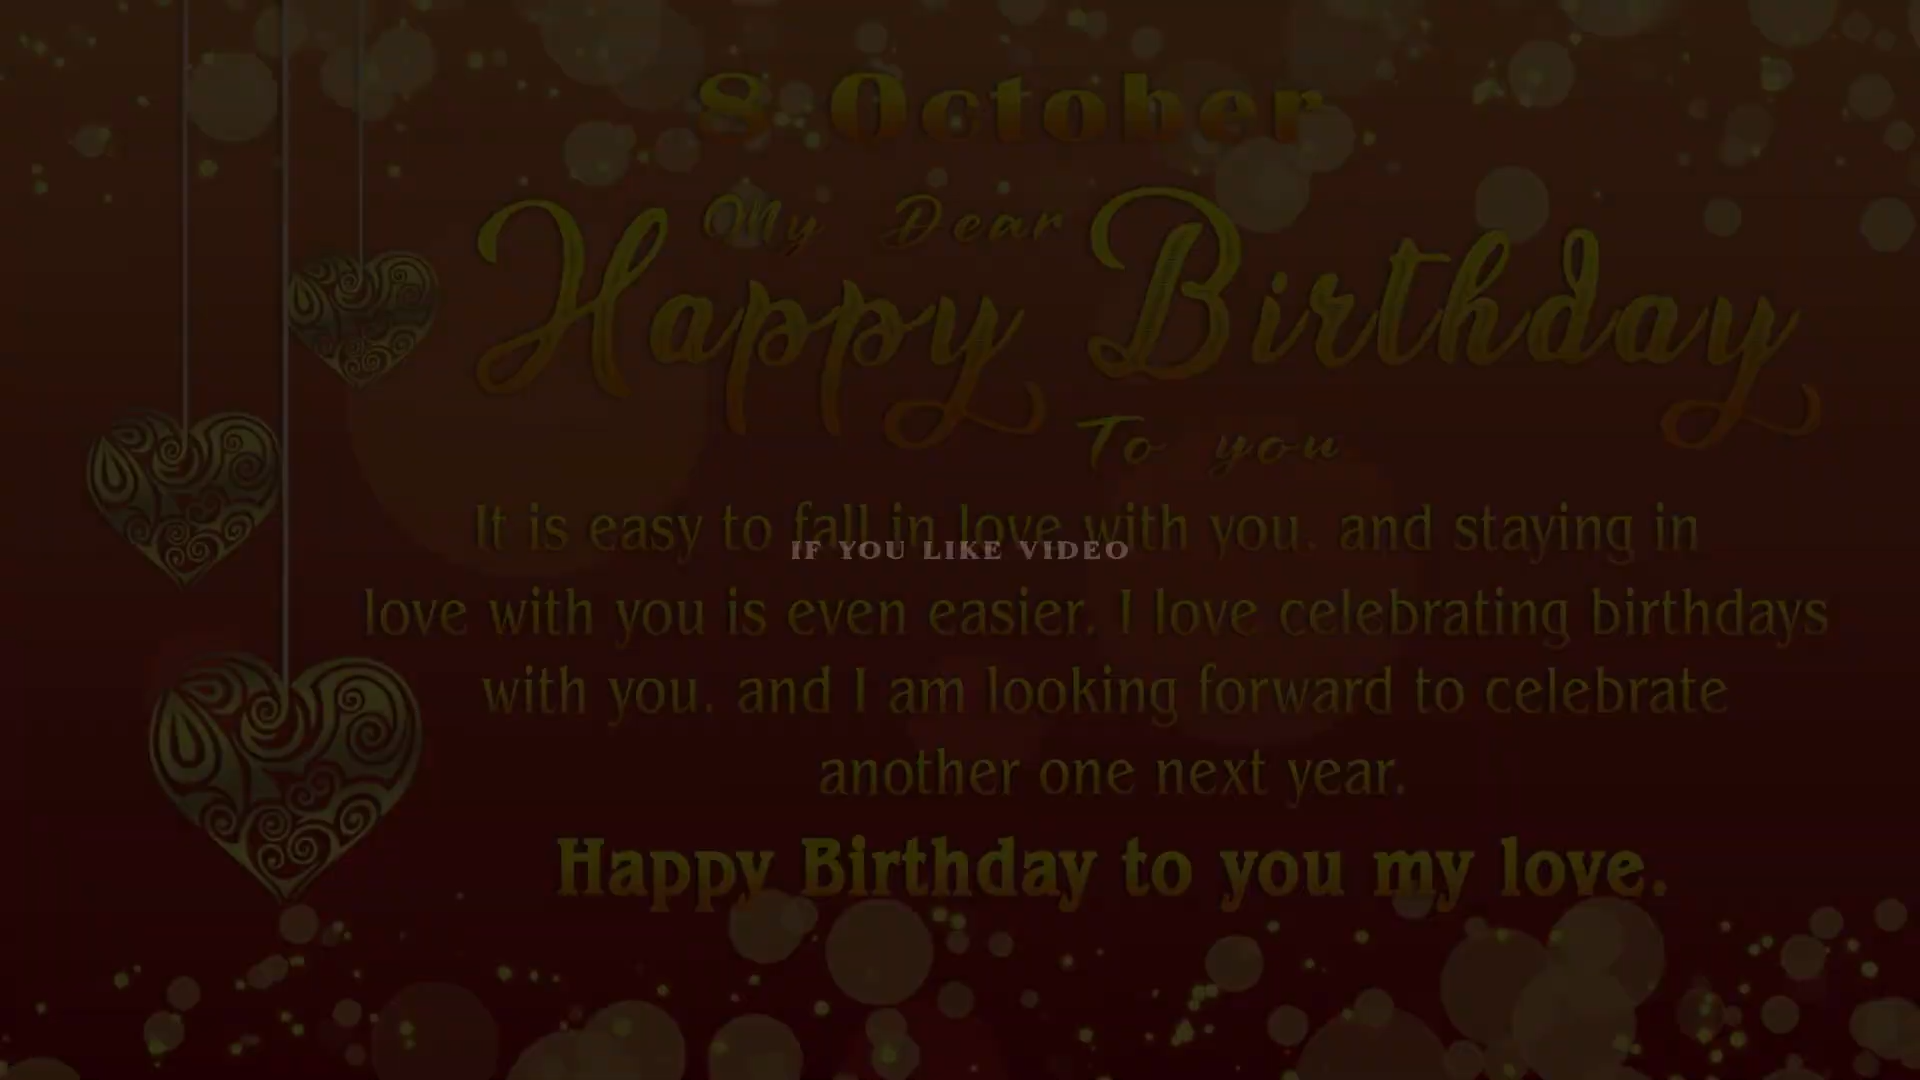 8 October
My Dear
Happy Birthday
To you
It is easy to fall in love with you. and staying in
IF YOU LIKE VIDEO
love with you is even easier. I love celebrating birthdays
with you. and I am looking forward to celebrate
another one next year.
Happy Birthday to you my love.